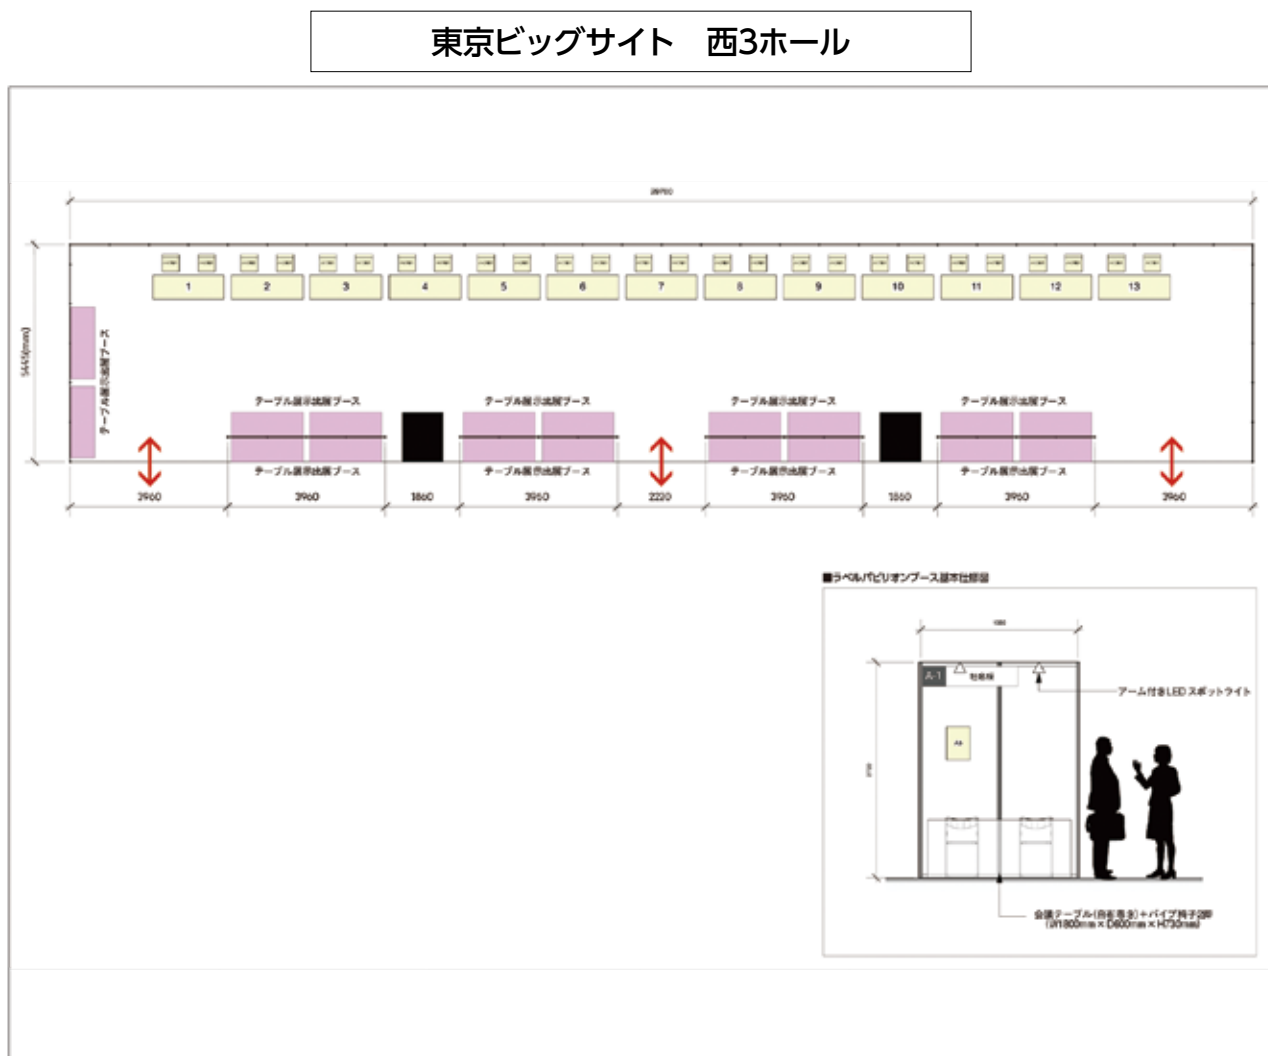 東京ビッグサイト　西3ホール
5445(mm)
1
2
3
4
5
6
7
8
9
10
11
12
13
テーブル展示出展ブース
テーブル展示出展ブース
テーブル展示出展ブース
テーブル展示出展ブース
テーブル展示出展ブース
テーブル展示出展ブース
テーブル展示出展ブース
テーブル展示出展ブース
テーブル展示出展ブース
3960
3960
1860
3960
2220
3960
1860
3960
3960
■ラベルパビリオンブース基本仕様図
A-1
社名板
アーム付きLEDスポットライト
会議テーブル(白布巻き)+パイプ椅子2脚
(W1800mm×D600mm×H730mm)